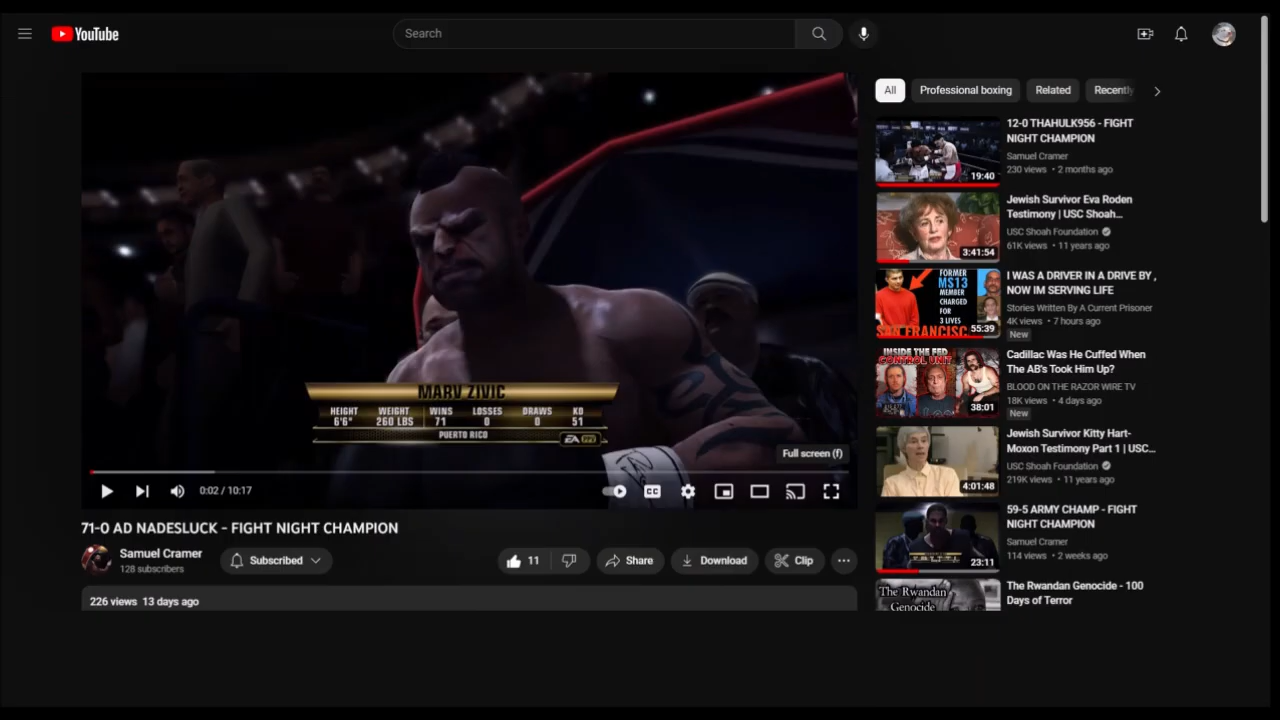 YouTube
Search
MARV ZIVIC
HEIGHT WEIGHT WINS LOSSES DRAWS KO
6'6" 260 LBS 71 0 0 51
PUERTO RICO
EA
Full screen (f)
0:02 / 10:17
CC
71-0 AD NADESLUCK - FIGHT NIGHT CHAMPION
Samuel Cramer
128 subscribers
Subscribed
11
Share
Download
Clip
226 views 13 days ago
All
Professional boxing
Related
Recently
12-0 THAHULK956 - FIGHT
NIGHT CHAMPION
Samuel Cramer
230 views • 2 months ago
19:40
Jewish Survivor Eva Roden
Testimony | USC Shoah...
USC Shoah Foundation
61K views • 11 years ago
3:41:54
FORMER
MS13
MEMBER
CHARGED
FOR
3 LIVES
SAN FRANCISC
55:39
I WAS A DRIVER IN A DRIVE BY ,
NOW IM SERVING LIFE
Stories Written By A Current Prisoner
4K views • 7 hours ago
New
INSIDE THE FED
CONTROL UNIT
38:01
Cadillac Was He Cuffed When
The AB's Took Him Up?
BLOOD ON THE RAZOR WIRE TV
18K views • 4 days ago
New
Jewish Survivor Kitty Hart-
Moxon Testimony Part 1 | USC...
USC Shoah Foundation
219K views • 11 years ago
4:01:48
59-5 ARMY CHAMP - FIGHT
NIGHT CHAMPION
Samuel Cramer
114 views • 2 weeks ago
23:11
The Rwandan
Genocide
The Rwandan Genocide - 100
Days of Terror